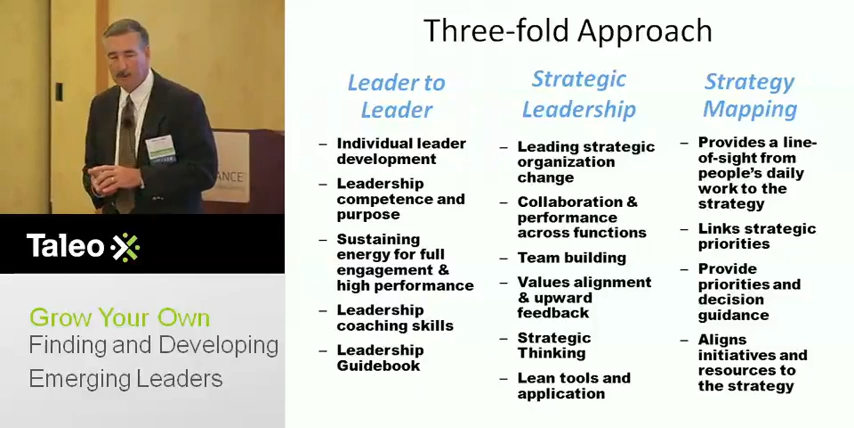 ANCE
Taleo
Grow Your Own
Finding and Developing
Emerging Leaders
Three-fold Approach
Leader to
Leader
– Individual leader
development
– Leadership
competence and
purpose
– Sustaining
energy for full
engagement &
high performance
– Leadership
coaching skills
– Leadership
Guidebook
Strategic
Leadership
– Leading strategic
organization
change
– Collaboration &
performance
across functions
– Team building
– Values alignment
& upward
feedback
– Strategic
Thinking
– Lean tools and
application
Strategy
Mapping
– Provides a line-
of-sight from
people's daily
work to the
strategy
– Links strategic
priorities
– Provide
priorities and
decision
guidance
– Aligns
initiatives and
resources to
the strategy